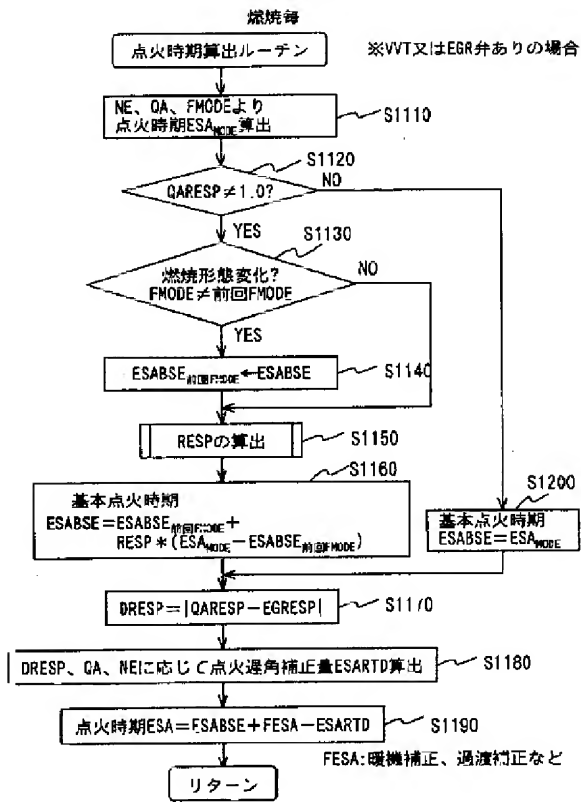 燃焼毎
点火時期算出ルーチン
※VVT又はEGR弁ありの場合
NE、QA、FMODEより
点火時期ESAMODE算出
S1110
S1120
QARESP≠1.0?
NO
YES
S1130
燃焼形態変化?
FMODE≠前回FMODE
NO
YES
ESABSE前回FMODE←ESABSE
S1140
RESPの算出
S1150
S1160
基本点火時期
ESABSE=ESABSE前回FMODE+
RESP*(ESAMODE-ESABSE前回FMODE)
S1200
基本点火時期
ESABSE=ESAMODE
DRESP=|QARESP-EGRESP|
S1170
DRESP、QA、NEに応じて点火遅角補正量ESARTD算出
S1180
点火時期ESA=ESABSE+FESA-ESARTD
S1190
FESA:暖機補正、過渡補正など
リターン